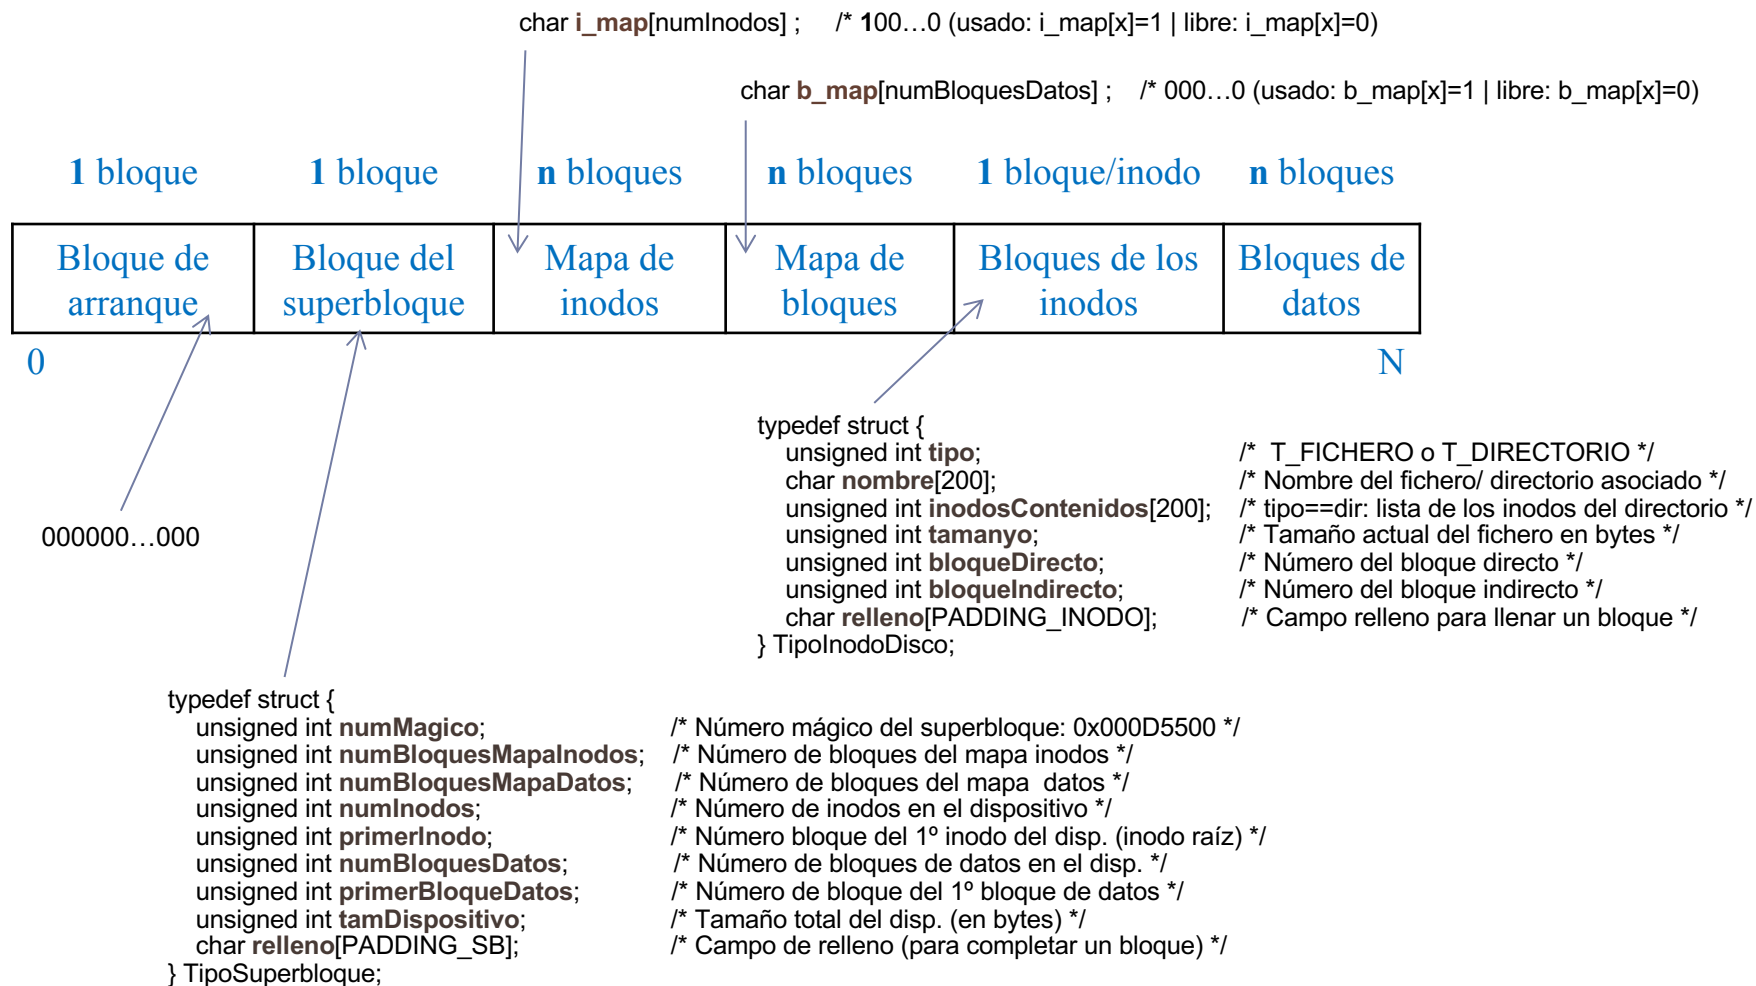 char i_map[numInodos] ; /* 100…0 (usado: i_map[x]=1 | libre: i_map[x]=0)
char b_map[numBloquesDatos] ; /* 000…0 (usado: b_map[x]=1 | libre: b_map[x]=0)
1 bloque 1 bloque n bloques n bloques 1 bloque/inodo n bloques
Bloque de arranque
Bloque del superbloque
Mapa de inodos
Mapa de bloques
Bloques de los inodos
Bloques de datos
0 N
typedef struct {
unsigned int tipo; /* T_FICHERO o T_DIRECTORIO */
char nombre[200]; /* Nombre del fichero/ directorio asociado */
unsigned int inodosContenidos[200]; /* tipo==dir: lista de los inodos del directorio */
unsigned int tamanyo; /* Tamaño actual del fichero en bytes */
unsigned int bloqueDirecto; /* Número del bloque directo */
unsigned int bloqueIndirecto; /* Número del bloque indirecto */
char relleno[PADDING_INODO]; /* Campo relleno para llenar un bloque */
} TipoInodoDisco;
000000…000
typedef struct {
unsigned int numMagico; /* Número mágico del superbloque: 0x000D5500 */
unsigned int numBloquesMapaInodos; /* Número de bloques del mapa inodos */
unsigned int numBloquesMapaDatos; /* Número de bloques del mapa datos */
unsigned int numInodos; /* Número de inodos en el dispositivo */
unsigned int primerInodo; /* Número bloque del 1º inodo del disp. (inodo raíz) */
unsigned int numBloquesDatos; /* Número de bloques de datos en el disp. */
unsigned int primerBloqueDatos; /* Número de bloque del 1º bloque de datos */
unsigned int tamDispositivo; /* Tamaño total del disp. (en bytes) */
char relleno[PADDING_SB]; /* Campo de relleno (para completar un bloque) */
} TipoSuperbloque;